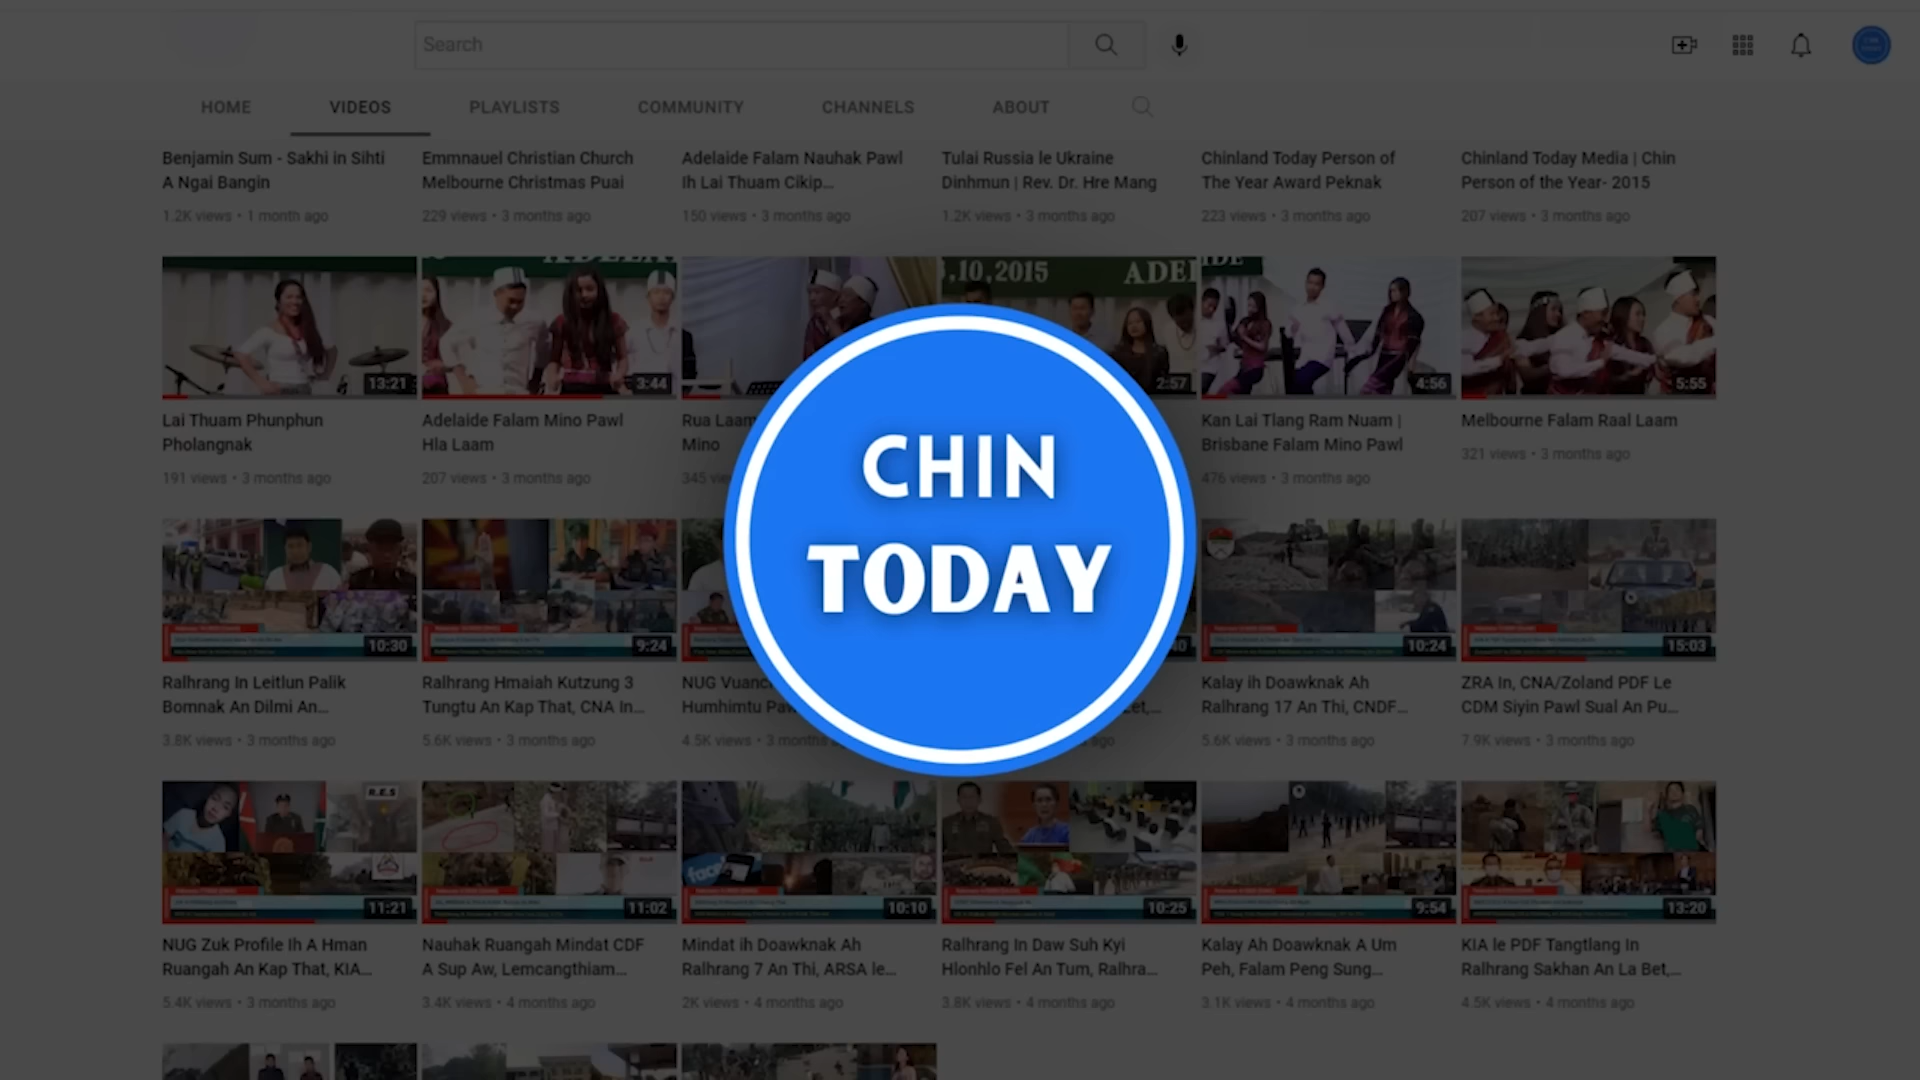 Search
HOME
VIDEOS
PLAYLISTS
COMMUNITY
CHANNELS
ABOUT
Benjamin Sum - Sakhi in Sihti
A Ngai Bangin
1.2K views • 1 month ago
Emmnauel Christian Church
Melbourne Christmas Puai
229 views • 3 months ago
Adelaide Falam Nauhak Pawl
Ih Lai Thuam Cikip...
150 views • 3 months ago
Tulai Russia le Ukraine
Dinhmun | Rev. Dr. Hre Mang
1.2K views • 3 months ago
Chinland Today Person of
The Year Award Peknak
223 views • 3 months ago
Chinland Today Media | Chin
Person of the Year- 2015
207 views • 3 months ago
13:21
Lai Thuam Phunphun
Pholangnak
191 views • 3 months ago
3:44
Adelaide Falam Mino Pawl
Hla Laam
207 views • 3 months ago
Rua Laam
Mino
345
,10,2015
2:57
4:56
Kan Lai Tlang Ram Nuam |
Brisbane Falam Mino Pawl
476 views • 3 months ago
5:55
Melbourne Falam Raal Laam
321 views • 3 months ago
CHIN
TODAY
10:30
Ralhrang In Leitlun Palik
Bomnak An Dilmi An...
3.8K views • 3 months ago
9:24
Ralhrang Hmaiah Kutzung 3
Tungtu An Kap That, CNA In...
5.6K views • 3 months ago
NUG
Humhimtu
4.5K views • 3 months
10:24
Kalay ih Doawknak Ah
Ralhrang 17 An Thi, CNDF...
5.6K views • 3 months ago
15:03
ZRA In, CNA/Zoland PDF Le
CDM Siyin Pawl Sual An Pu...
7.9K views • 3 months ago
R.E.S
11:21
NUG Zuk Profile Ih A Hman
Ruangah An Kap That, KIA...
5.4K views • 3 months ago
11:02
Nauhak Ruangah Mindat CDF
A Sup Aw, Lemcangthiam...
3.4K views • 4 months ago
10:10
Mindat ih Doawknak Ah
Ralhrang 7 An Thi, ARSA le...
2K views • 4 months ago
10:25
Ralhrang In Daw Suh Kyi
Hlonhlo Fel An Tum, Ralhra...
3.8K views • 4 months ago
9:54
Kalay Ah Doawknak A Um
Peh, Falam Peng Sung...
3.1K views • 4 months ago
13:20
KIA le PDF Tangtlang In
Ralhrang Sakhan An La Bet,...
4.5K views • 4 months ago